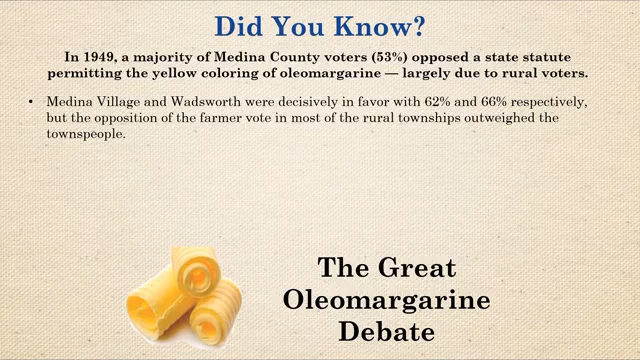 Did You Know?
In 1949, a majority of Medina County voters (53%) opposed a state statute
permitting the yellow coloring of oleomargarine — largely due to rural voters.
• Medina Village and Wadsworth were decisively in favor with 62% and 66% respectively,
but the opposition of the farmer vote in most of the rural townships outweighed the
townspeople.
The Great
Oleomargarine
Debate